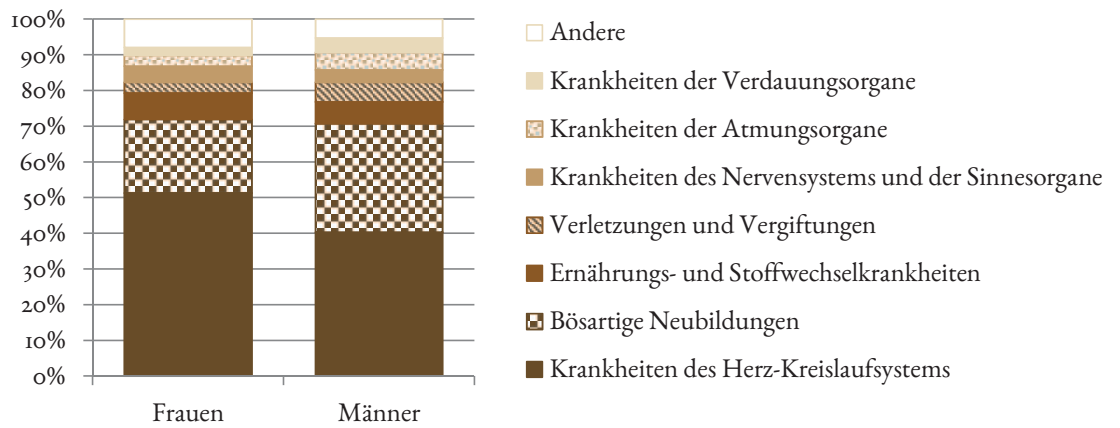 100%
90%
80%
70%
60%
50%
40%
30%
20%
10%
0%
Frauen
Männer
Andere
Krankheiten der Verdauungsorgane
Krankheiten der Atmungsorgane
Krankheiten des Nervensystems und der Sinnesorgane
Verletzungen und Vergiftungen
Ernährungs- und Stoffwechselkrankheiten
Bösartige Neubildungen
Krankheiten des Herz-Kreislaufsystems